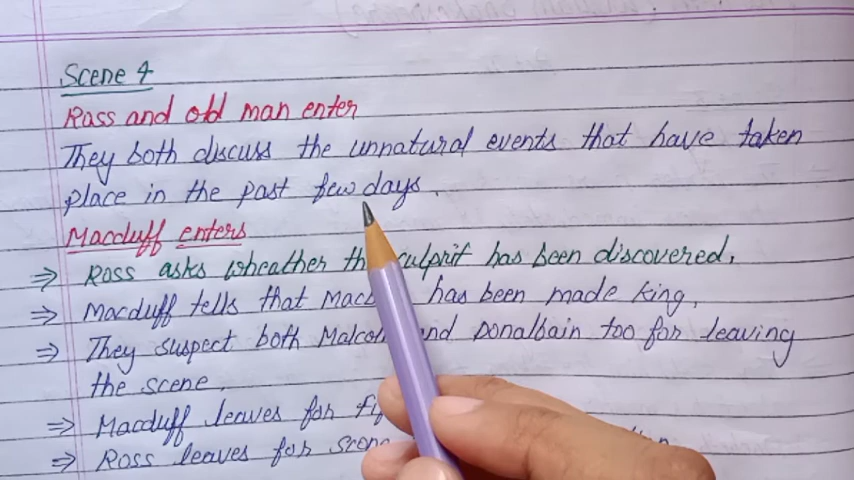 Scene 4
Ross and old man enter
They both discuss the unnatural events that have taken
place in the past few days.
Macduff enters
⇒ Ross asks wheather the culprit has been discovered.
⇒ Macduff tells that has been made king.
⇒ They suspect both Malcolm and Donalbain too for leaving
the scene.
⇒ Macduff leaves for
⇒ Ross leaves for